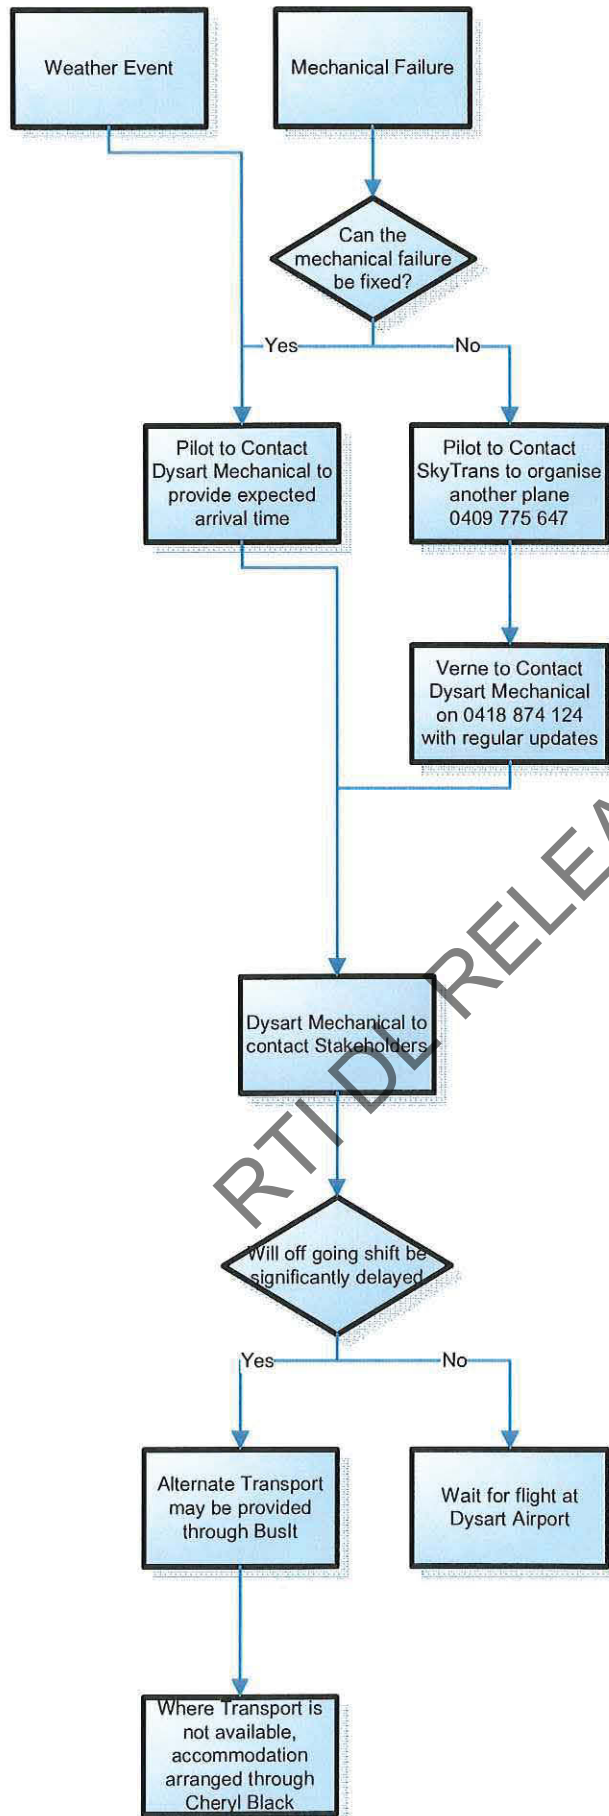 Weather Event
Mechanical Failure
Can the
mechanical failure
be fixed?
Yes
No
Pilot to Contact
Dysart Mechanical to
provide expected
arrival time
Pilot to Contact
SkyTrans to organise
another plane
0409 775 647
Verne to Contact
Dysart Mechanical
on 0418 874 124
with regular updates
Dysart Mechanical to
contact Stakeholders
RTI DL RELEA
Will off going shift be
significantly delayed
Yes
No
Alternate Transport
may be provided
through BusIt
Wait for flight at
Dysart Airport
Where Transport is
not available,
accommodation
arranged through
Cheryl Black